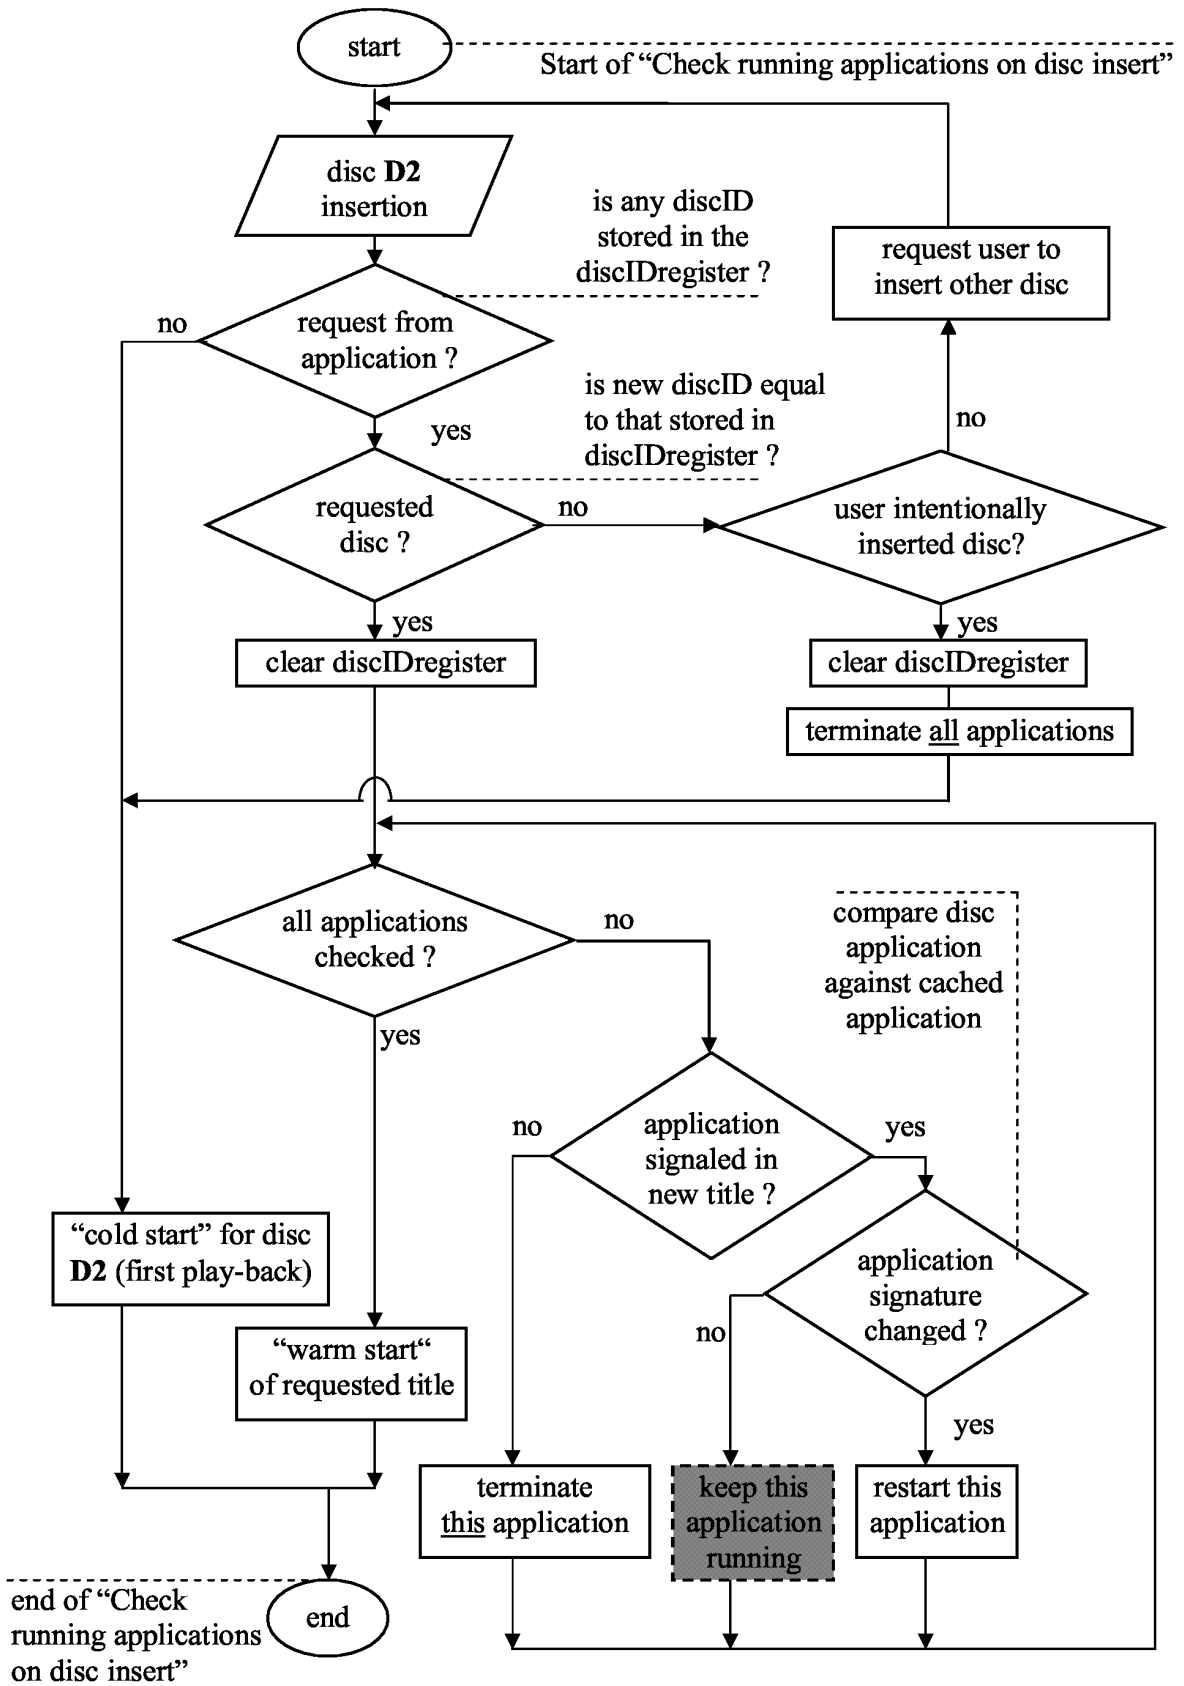 start
Start of “Check running applications on disc insert”
disc D2
insertion
is any discID
stored in the
discIDregister ?
request user to
insert other disc
no
request from
application ?
is new discID equal
to that stored in
discIDregister ?
no
yes
requested
disc ?
no
user intentionally
inserted disc?
yes
yes
clear discIDregister
clear discIDregister
terminate all applications
all applications
checked ?
no
compare disc
application
against cached
application
yes
no
application
signaled in
new title ?
yes
“cold start” for disc
D2 (first play-back)
application
signature
changed ?
no
“warm start“
of requested title
yes
terminate
this application
keep this
application
running
restart this
application
end of “Check
running applications
on disc insert”
end